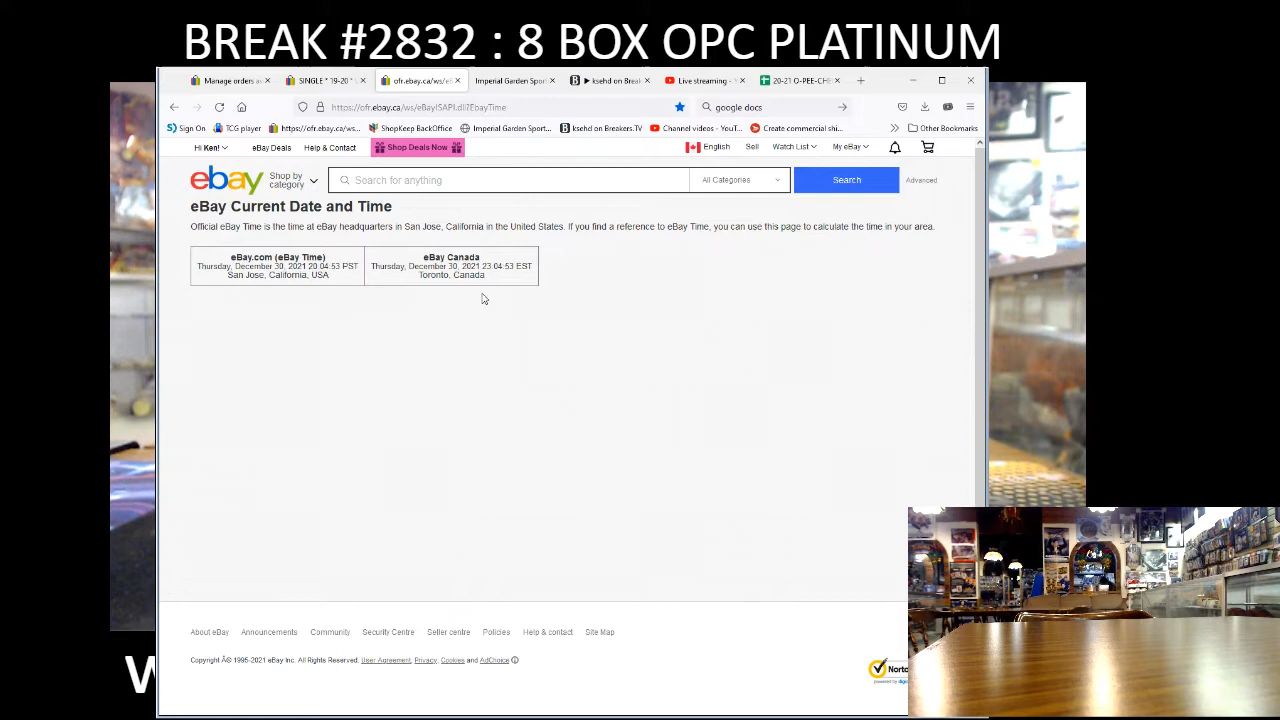 BREAK #2832 : 8 BOX OPC PLATINUM
Manage orders
SINGLE * 19-20 *
ofr.ebay.ca/ws/eB
Imperial Garden Sport
ksehd on Break
Live streaming - Y
20-21 O-PEE-CHE
https://ofr.ebay.ca/ws/eBayISAPI.dll?EbayTime
google docs
Sign On
TCG player
https://ofr.ebay.ca/ws...
ShopKeep BackOffice
Imperial Garden Sport...
ksehd on Breakers.TV
Channel videos - YouT...
Create commercial shi...
Other Bookmarks
Hi Ken!
eBay Deals
Help & Contact
Shop Deals Now
English
Sell
Watch List
My eBay
ebay
Shop by
category
Search for anything
All Categories
Search
Advanced
eBay Current Date and Time
Official eBay Time is the time at eBay headquarters in San Jose, California in the United States. If you find a reference to eBay Time, you can use this page to calculate the time in your area.
eBay.com (eBay Time)
Thursday, December 30, 2021 20:04:53 PST
San Jose, California, USA
eBay Canada
Thursday, December 30, 2021 23:04:53 EST
Toronto, Canada
About eBay
Announcements
Community
Security Centre
Seller centre
Policies
Help & contact
Site Map
Copyright Â© 1995-2021 eBay Inc. All Rights Reserved. User Agreement, Privacy, Cookies and AdChoice
Norto
powered by digi
W